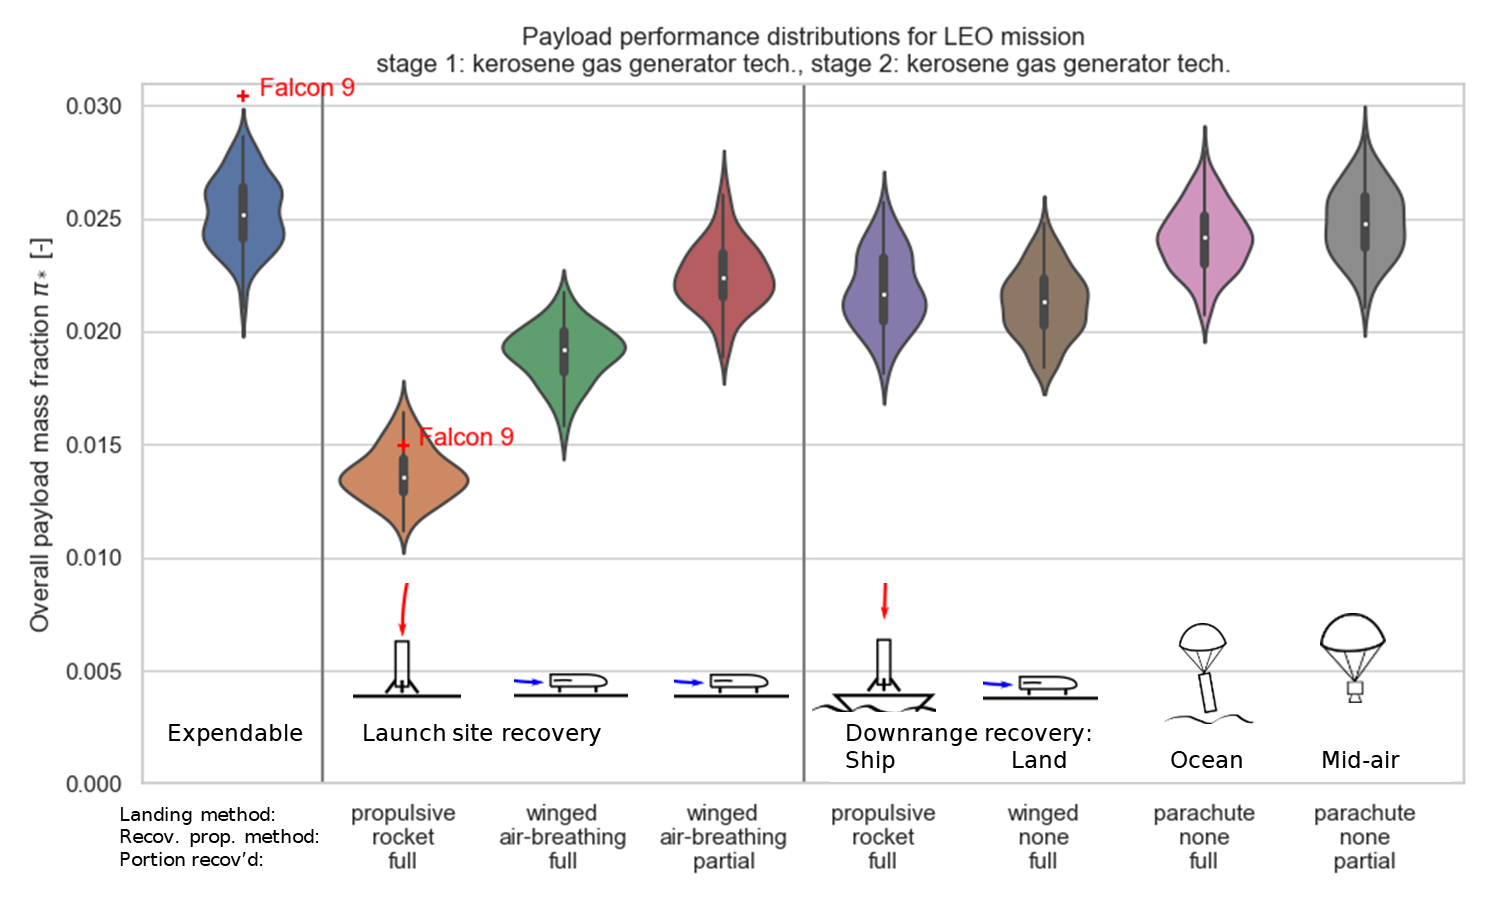 Payload performance distributions for LEO mission
stage 1: kerosene gas generator tech., stage 2: kerosene gas generator tech.
Overall payload mass fraction π* [-]
0.030
0.025
0.020
0.015
0.010
0.005
0.000
Falcon 9
Falcon 9
Expendable
Launch site recovery
Downrange recovery:
Ship Land Ocean Mid-air
Landing method: propulsive winged winged propulsive winged parachute parachute
Recov. prop. method: rocket air-breathing air-breathing rocket none none none
Portion recov'd: full full partial full full full partial